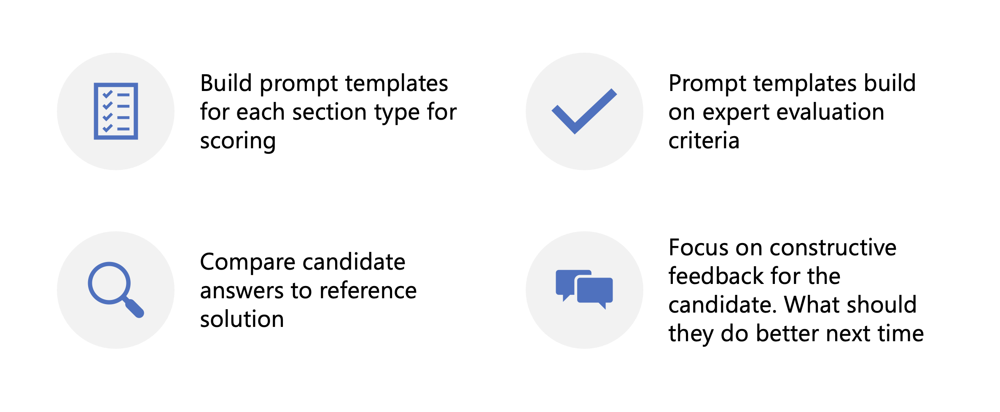 Build prompt templates
for each section type for
scoring
Prompt templates build
on expert evaluation
criteria
Compare candidate
answers to reference
solution
Focus on constructive
feedback for the
candidate. What should
they do better next time